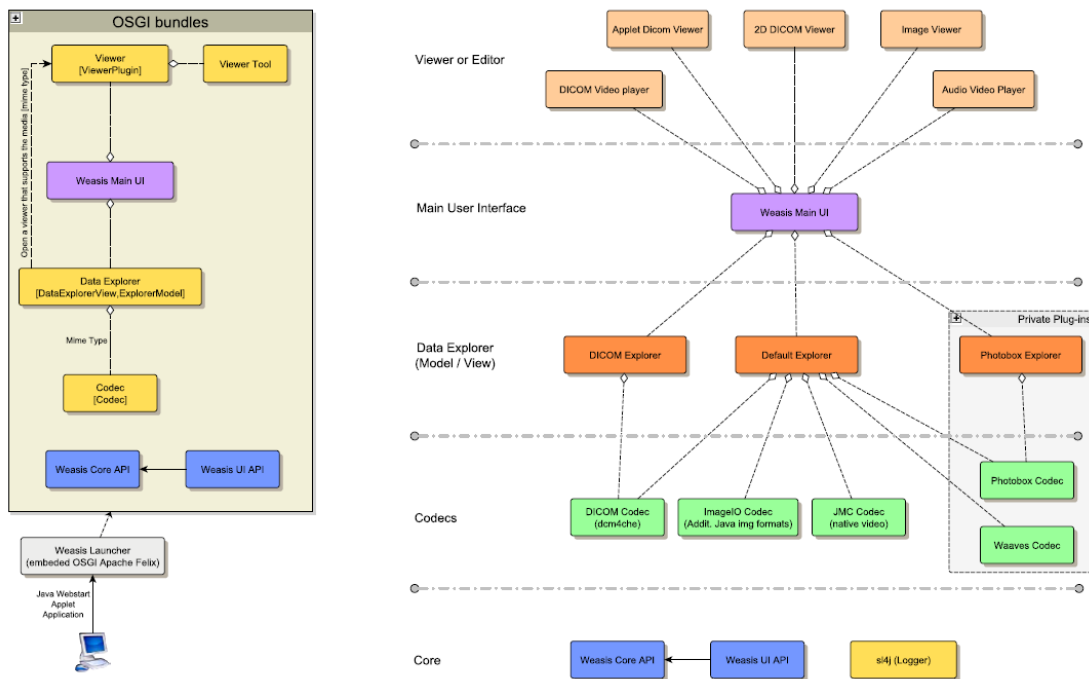 OSGI bundles
Viewer
[ViewerPlugin]
Viewer Tool
Open a viewer that supports the media [mime type]
Weasis Main UI
Data Explorer
[DataExplorerView,ExplorerModel]
Mime Type
Codec
[Codec]
Weasis Core API
Weasis UI API
Weasis Launcher
(embeded OSGI Apache Felix)
Java Webstart
Applet
Application
Viewer or Editor
Applet Dicom Viewer
2D DICOM Viewer
Image Viewer
DICOM Video player
Audio Video Player
Main User Interface
Weasis Main UI
Private Plug-ins
Data Explorer
(Model / View)
DICOM Explorer
Default Explorer
Photobox Explorer
Codecs
DICOM Codec
(dcm4che)
ImageIO Codec
(Addit. Java img formats)
JMC Codec
(native video)
Photobox Codec
Waaves Codec
Core
Weasis Core API
Weasis UI API
sl4j (Logger)